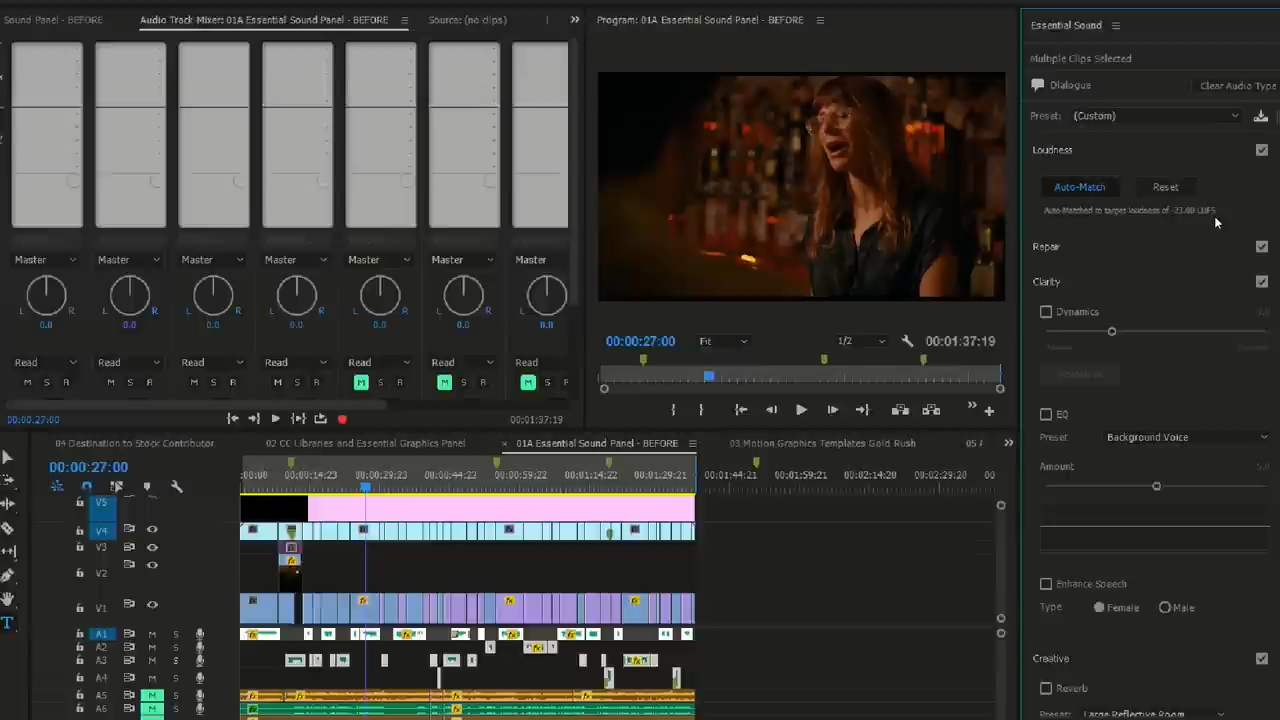 Sound Panel - BEFORE
Audio Track Mixer: 01A Essential Sound Panel - BEFORE
Source: (no clips)
Program: 01A Essential Sound Panel - BEFORE
Essential Sound
Multiple Clips Selected
Dialogue
Clear Audio Type
Preset: (Custom)
Loudness
Auto-Match
Reset
Auto-Matched to target loudness of -23.00 LUFS
Repair
Clarity
Dynamics
EQ
Preset
Background Voice
Amount
5.0
Enhance Speech
Type
Female
Male
Creative
Reverb
Preset: Large Reflective Room
Master Master Master Master Master Master Master
L R L R L R L R L R L R L
0.0 0.0 0.0 0.0 0.0 0.0 0.0
Read Read Read Read Read Read Read
M S R M S R M S R M S R M S R M S R M S
00:00:27:00
00:01:37:19
00:00:27:00
Fit
1/2
00:01:37:19
04 Destination to Stock Contributor
02 CC Libraries and Essential Graphics Panel
× 01A Essential Sound Panel - BEFORE
03 Motion Graphics Templates Gold Rush
05
00:00:27:00
:00:00 00:00:14:23 00:00:29:23 00:00:44:22 00:00:59:22 00:01:14:22 00:01:29:21 00:01:44:21 00:01:59:21 00:02:14:20 00:02:29:20 00
V5
V4
V3
V2
V1
A1 M S
A2 M S
A3 M S
A4 M S
A5 M S
A6 M S